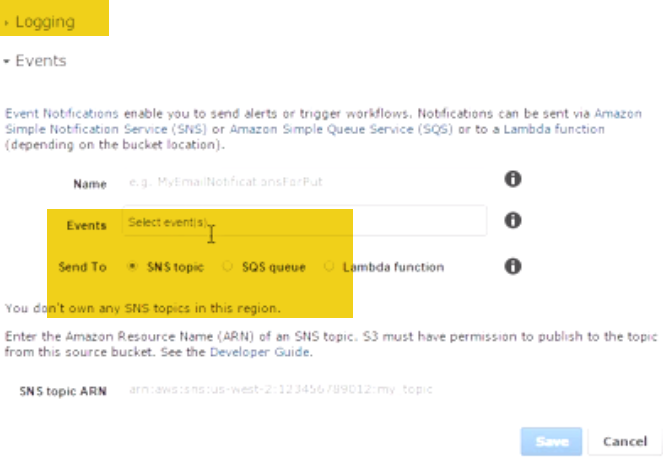 Logging
Events
Event Notifications enable you to send alerts or trigger workflows. Notifications can be sent via Amazon
Simple Notification Service (SNS) or Amazon Simple Queue Service (SQS) or to a Lambda function
(depending on the bucket location).
Name e.g. MyEmailNotificationsForPut
Events Select event(s)
Send To SNS topic SQS queue Lambda function
You don't own any SNS topics in this region.
Enter the Amazon Resource Name (ARN) of an SNS topic. S3 must have permission to publish to the topic
from this source bucket. See the Developer Guide.
SNS topic ARN arn:aws:sns:us-west-2:123456789012:my_topic
Save Cancel